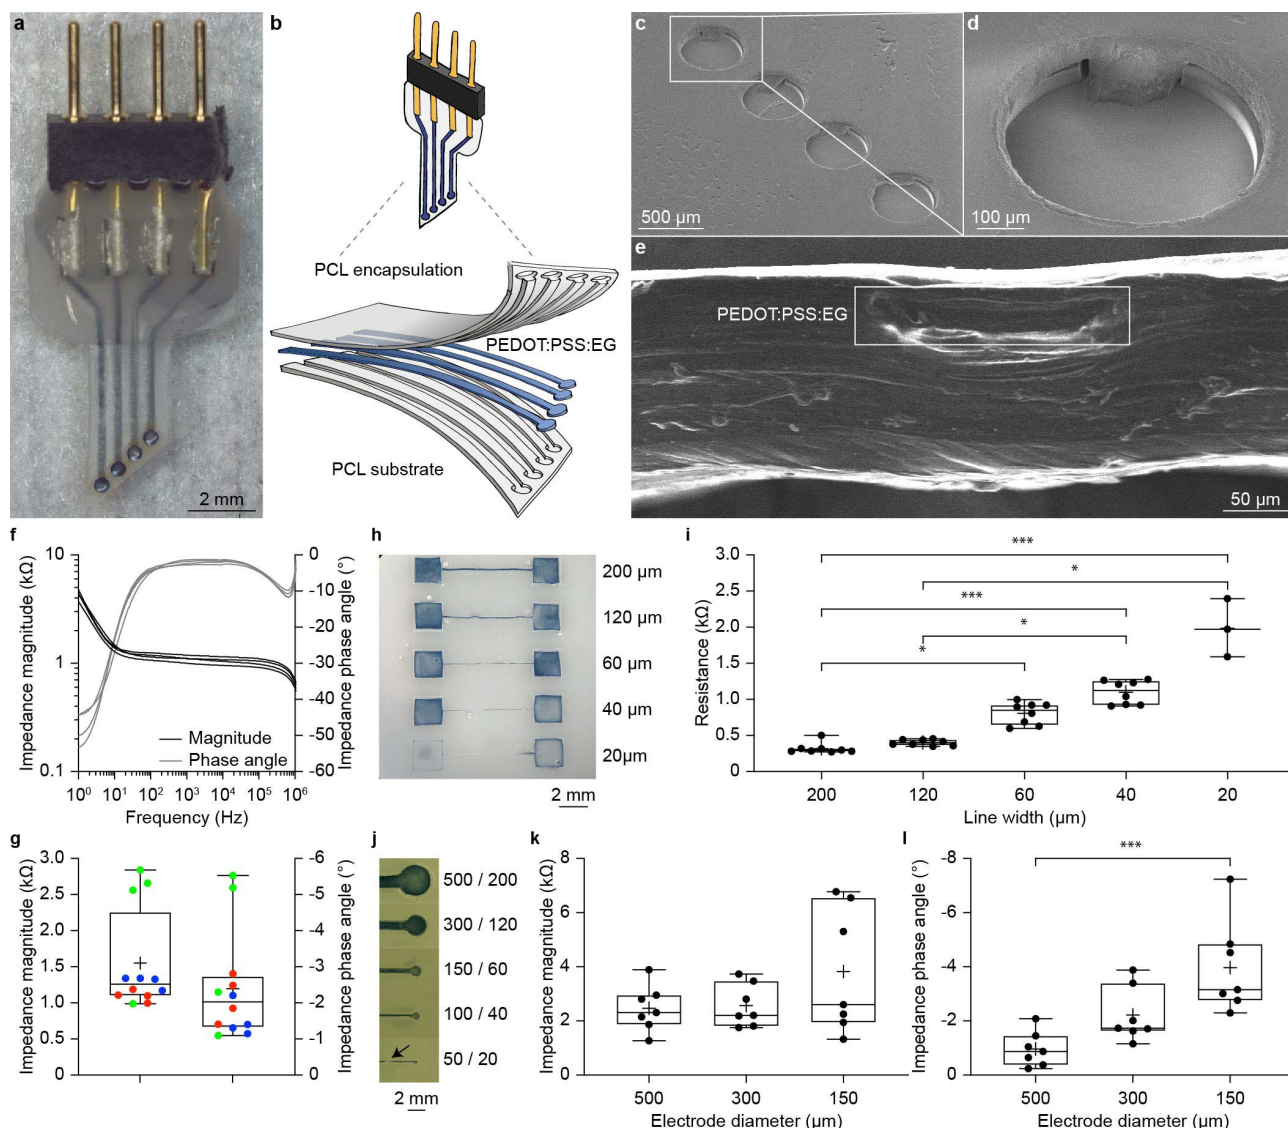 a
2 mm
b
PCL encapsulation
PEDOT:PSS:EG
PCL substrate
c
500 µm
d
100 µm
e
PEDOT:PSS:EG
50 µm
f
Impedance magnitude (kΩ)
10
1
0.1
Impedance phase angle (°)
0
-10
-20
-30
-40
-50
-60
Magnitude
Phase angle
10⁰ 10¹ 10² 10³ 10⁴ 10⁵ 10⁶
Frequency (Hz)
h
200 µm
120 µm
60 µm
40 µm
20µm
2 mm
i
Resistance (kΩ)
3.0
2.5
2.0
1.5
1.0
0.5
0
***
*
***
*
*
200 120 60 40 20
Line width (µm)
g
Impedance magnitude (kΩ)
3.0
2.5
2.0
1.5
1.0
0.5
0
Impedance phase angle (°)
-6
-5
-4
-3
-2
-1
0
j
500 / 200
300 / 120
150 / 60
100 / 40
50 / 20
2 mm
k
Impedance magnitude (kΩ)
8
6
4
2
0
500 300 150
Electrode diameter (µm)
l
Impedance phase angle (°)
-8
-6
-4
-2
0
***
500 300 150
Electrode diameter (µm)